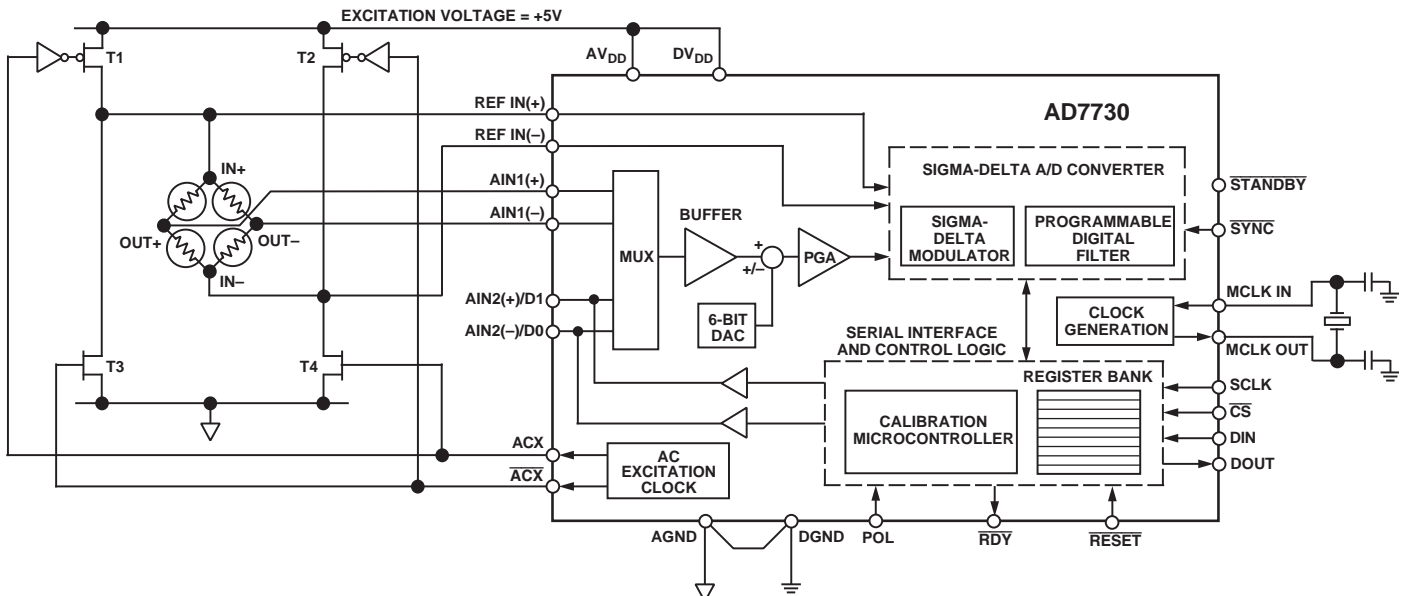 EXCITATION VOLTAGE = +5V
T1
T2
AVDD
DVDD
REF IN(+)
REF IN(–)
AIN1(+)
AIN1(–)
IN+
OUT+
OUT–
IN–
AIN2(+)/D1
AIN2(–)/D0
T3
T4
ACX
ACX
AD7730
MUX
BUFFER
+
+/–
PGA
6-BIT
DAC
SIGMA-DELTA A/D CONVERTER
SIGMA-
DELTA
MODULATOR
PROGRAMMABLE
DIGITAL
FILTER
STANDBY
SYNC
MCLK IN
CLOCK
GENERATION
MCLK OUT
SERIAL INTERFACE
AND CONTROL LOGIC
REGISTER BANK
CALIBRATION
MICROCONTROLLER
SCLK
CS
DIN
DOUT
AC
EXCITATION
CLOCK
AGND
DGND
POL
RDY
RESET